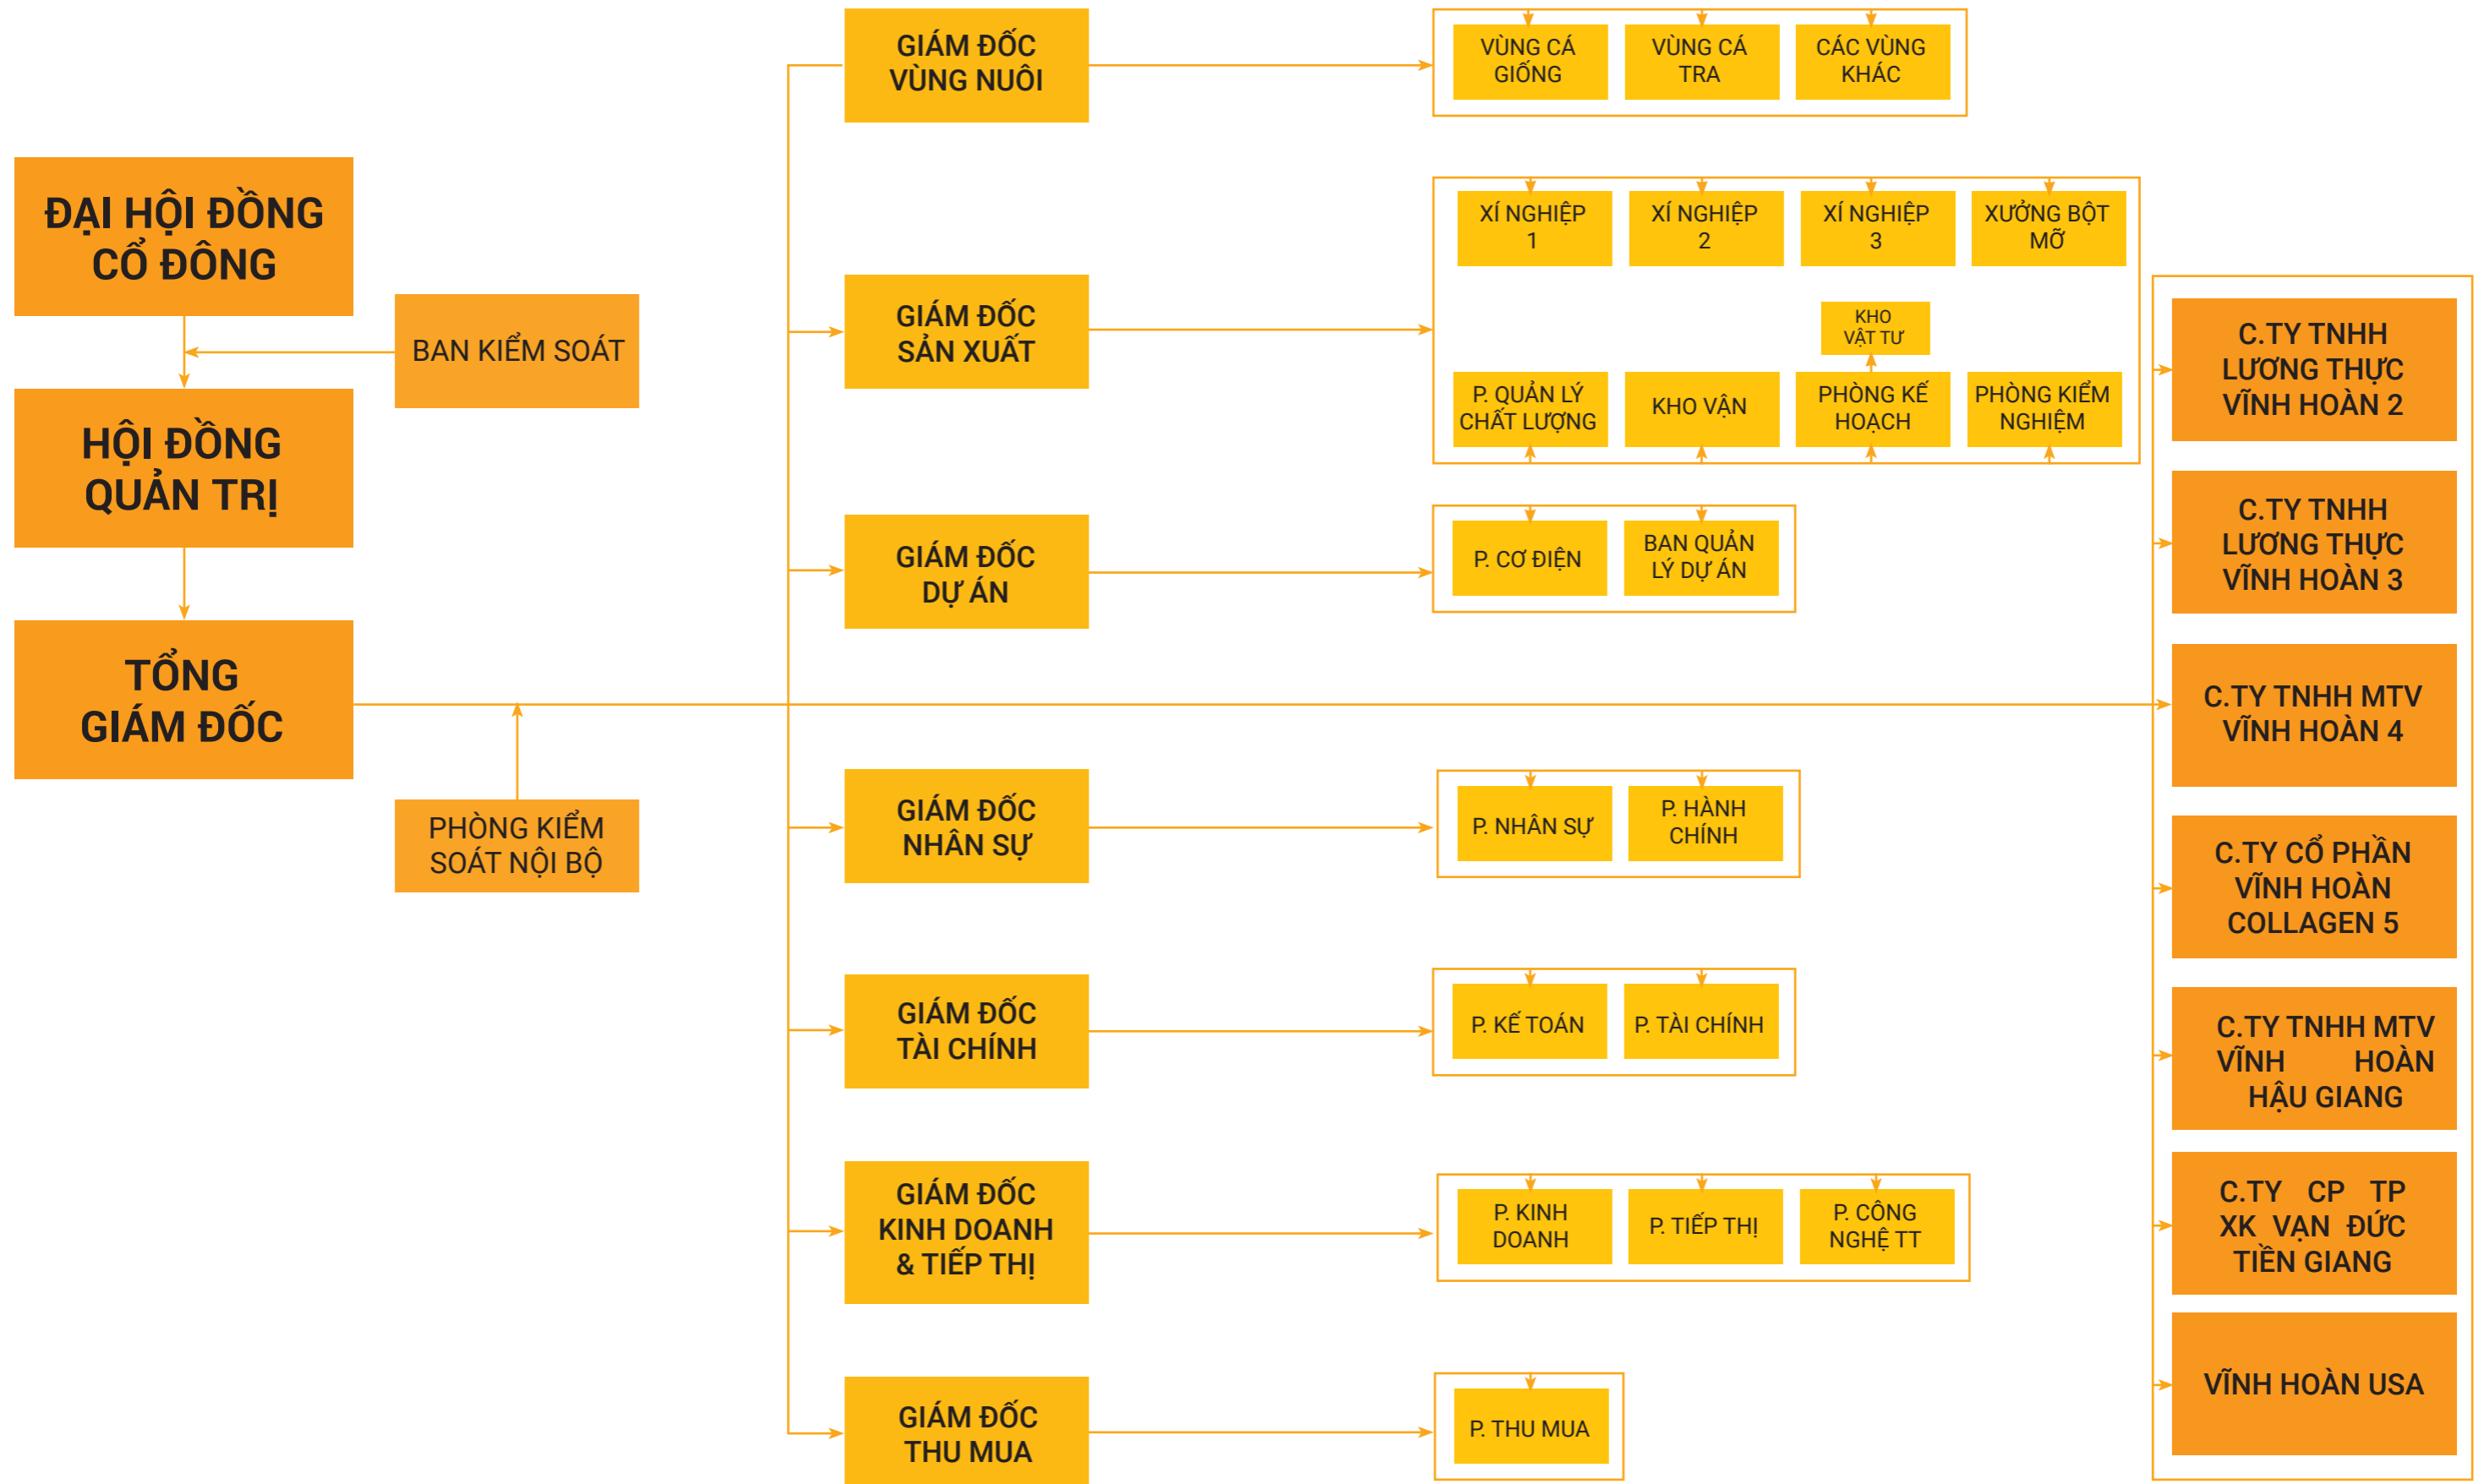 ĐẠI HỘI ĐỒNG
CỔ ĐÔNG
BAN KIỂM SOÁT
HỘI ĐỒNG
QUẢN TRỊ
TỔNG
GIÁM ĐỐC
PHÒNG KIỂM
SOÁT NỘI BỘ
GIÁM ĐỐC
VÙNG NUÔI
VÙNG CÁ
GIỐNG
VÙNG CÁ
TRA
CÁC VÙNG
KHÁC
GIÁM ĐỐC
SẢN XUẤT
XÍ NGHIỆP
1
XÍ NGHIỆP
2
XÍ NGHIỆP
3
XƯỞNG BỘT
MỠ
KHO
VẬT TƯ
P. QUẢN LÝ
CHẤT LƯỢNG
KHO VẬN
PHÒNG KẾ
HOẠCH
PHÒNG KIỂM
NGHIỆM
GIÁM ĐỐC
DỰ ÁN
P. CƠ ĐIỆN
BAN QUẢN
LÝ DỰ ÁN
GIÁM ĐỐC
NHÂN SỰ
P. NHÂN SỰ
P. HÀNH
CHÍNH
GIÁM ĐỐC
TÀI CHÍNH
P. KẾ TOÁN
P. TÀI CHÍNH
GIÁM ĐỐC
KINH DOANH
& TIẾP THỊ
P. KINH
DOANH
P. TIẾP THỊ
P. CÔNG
NGHỆ TT
GIÁM ĐỐC
THU MUA
P. THU MUA
C.TY TNHH
LƯƠNG THỰC
VĨNH HOÀN 2
C.TY TNHH
LƯƠNG THỰC
VĨNH HOÀN 3
C.TY TNHH MTV
VĨNH HOÀN 4
C.TY CỔ PHẦN
VĨNH HOÀN
COLLAGEN 5
C.TY TNHH MTV
VĨNH HOÀN
HẬU GIANG
C.TY CP TP
XK VẠN ĐỨC
TIỀN GIANG
VĨNH HOÀN USA